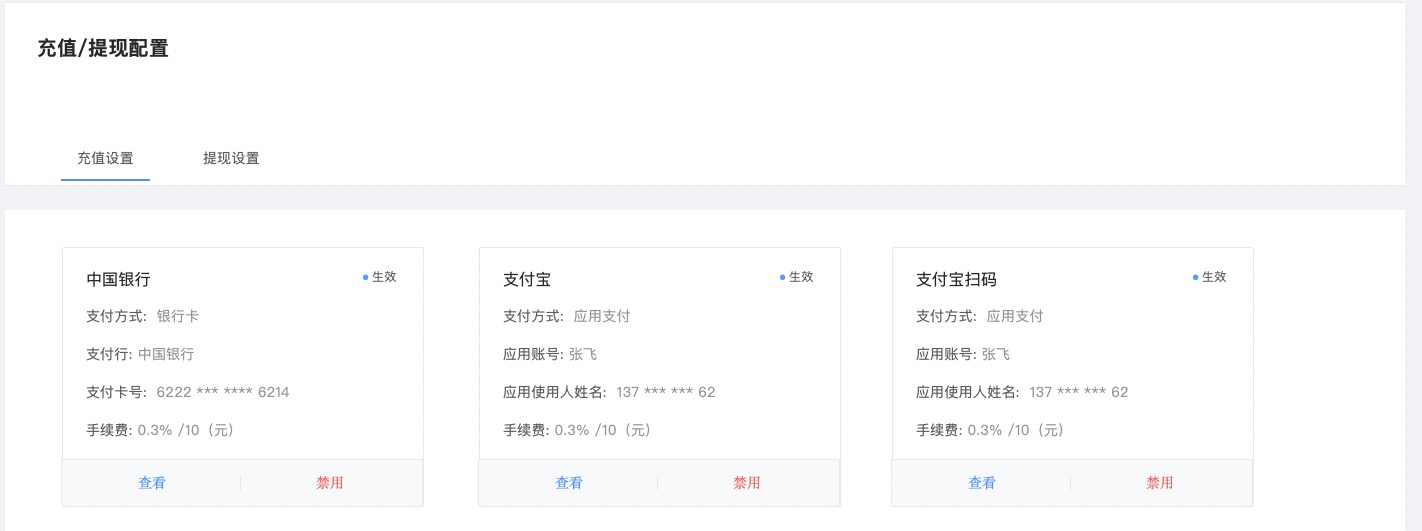 充值/提现配置
充值设置 提现设置
中国银行 生效
支付方式: 银行卡
支付行: 中国银行
支付卡号: 6222 *** **** 6214
手续费: 0.3% /10（元）
查看 禁用
支付宝 生效
支付方式: 应用支付
应用账号: 张飞
应用使用人姓名: 137 *** *** 62
手续费: 0.3% /10（元）
查看 禁用
支付宝扫码 生效
支付方式: 应用支付
应用账号: 张飞
应用使用人姓名: 137 *** *** 62
手续费: 0.3% /10（元）
查看 禁用